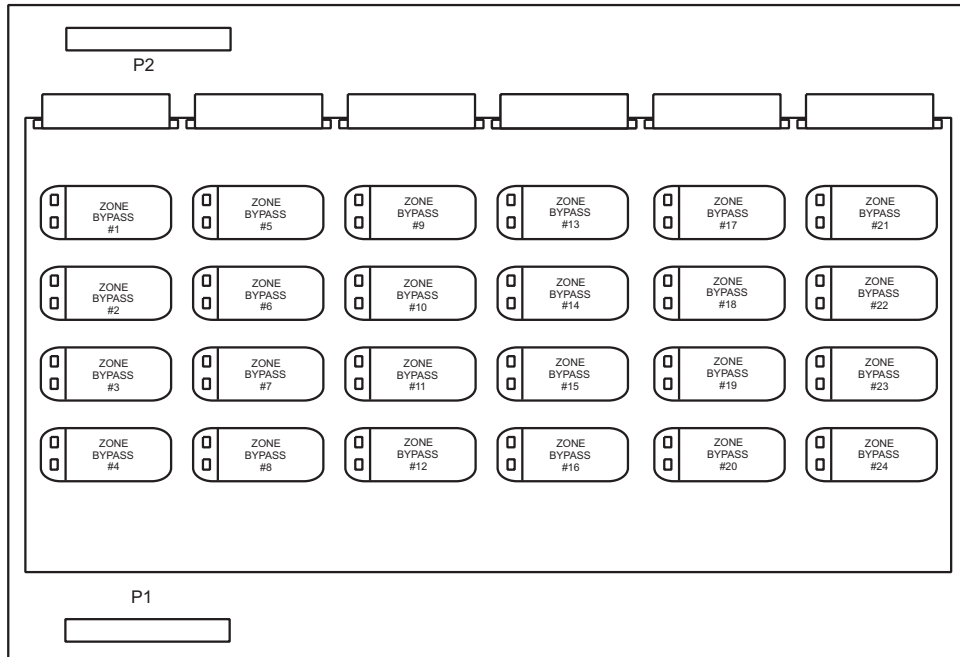 P2
ZONE
BYPASS
#1
ZONE
BYPASS
#5
ZONE
BYPASS
#9
ZONE
BYPASS
#13
ZONE
BYPASS
#17
ZONE
BYPASS
#21
ZONE
BYPASS
#2
ZONE
BYPASS
#6
ZONE
BYPASS
#10
ZONE
BYPASS
#14
ZONE
BYPASS
#18
ZONE
BYPASS
#22
ZONE
BYPASS
#3
ZONE
BYPASS
#7
ZONE
BYPASS
#11
ZONE
BYPASS
#15
ZONE
BYPASS
#19
ZONE
BYPASS
#23
ZONE
BYPASS
#4
ZONE
BYPASS
#8
ZONE
BYPASS
#12
ZONE
BYPASS
#16
ZONE
BYPASS
#20
ZONE
BYPASS
#24
P1